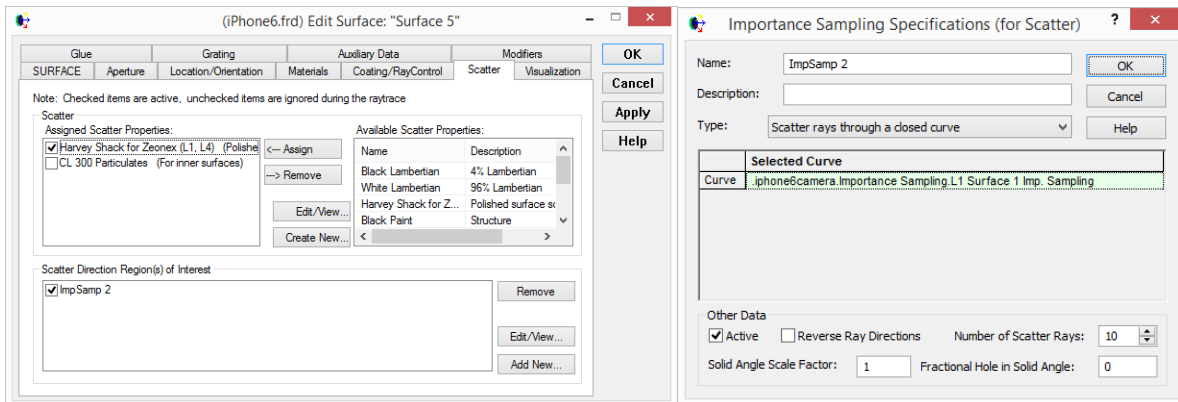 (iPhone6.frd) Edit Surface: "Surface 5"
Glue Grating Auxiliary Data Modifiers
SURFACE Aperture Location/Orientation Materials Coating/RayControl Scatter Visualization
OK
Cancel
Apply
Help
Note: Checked items are active, unchecked items are ignored during the raytrace
Scatter
Assigned Scatter Properties:
Harvey Shack for Zeonex (L1, L4) (Polishe
CL 300 Particulates (For inner surfaces)
<--- Assign
---> Remove
Edit/View...
Create New...
Available Scatter Properties:
Name Description
Black Lambertian 4% Lambertian
White Lambertian 96% Lambertian
Harvey Shack for Z... Polished surface sc
Black Paint Structure
Scatter Direction Region(s) of Interest
ImpSamp 2
Remove
Edit/View...
Add New...
Importance Sampling Specifications (for Scatter) ?
Name: ImpSamp 2
Description:
Type: Scatter rays through a closed curve
OK
Cancel
Help
Selected Curve
Curve .iphone6camera.Importance Sampling.L1 Surface 1 Imp. Sampling
Other Data
Active Reverse Ray Directions Number of Scatter Rays: 10
Solid Angle Scale Factor: 1 Fractional Hole in Solid Angle: 0